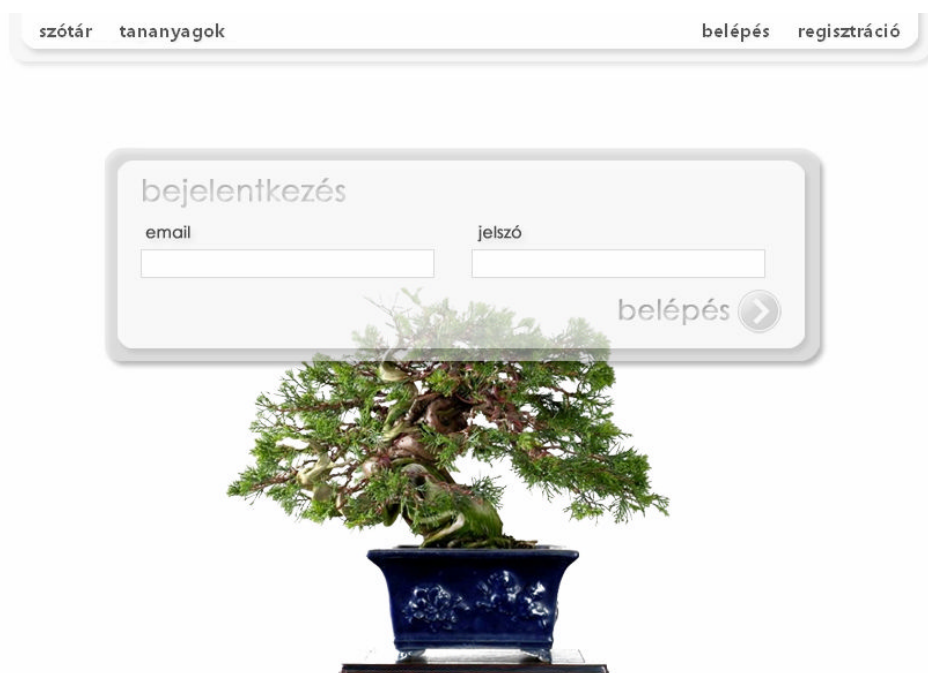 szótár tananyagok belépés regisztráció
bejelentkezés
email jelszó
belépés